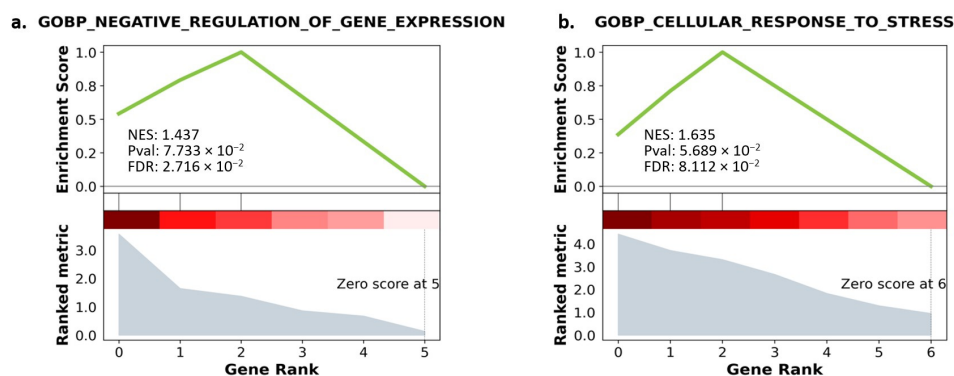 a. GOBP_NEGATIVE_REGULATION_OF_GENE_EXPRESSION
Enrichment Score
1.0
0.8
0.5
0.2
0.0
NES: 1.437
Pval: 7.733 × 10⁻²
FDR: 2.716 × 10⁻²
Ranked metric
3.0
2.0
1.0
0.0
Zero score at 5
0 1 2 3 4 5
Gene Rank
b. GOBP_CELLULAR_RESPONSE_TO_STRESS
Enrichment Score
1.0
0.8
0.5
0.2
0.0
NES: 1.635
Pval: 5.689 × 10⁻²
FDR: 8.112 × 10⁻²
Ranked metric
4.0
3.0
2.0
1.0
0.0
Zero score at 6
0 1 2 3 4 5 6
Gene Rank